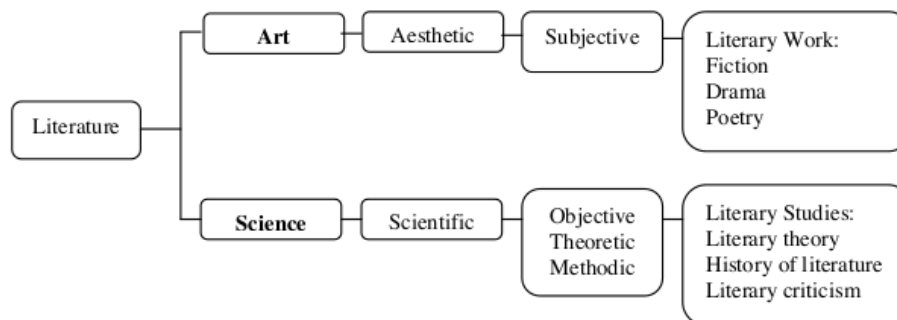 Literature
Art
Aesthetic
Subjective
Literary Work:
Fiction
Drama
Poetry
Science
Scientific
Objective
Theoretic
Methodic
Literary Studies:
Literary theory
History of literature
Literary criticism